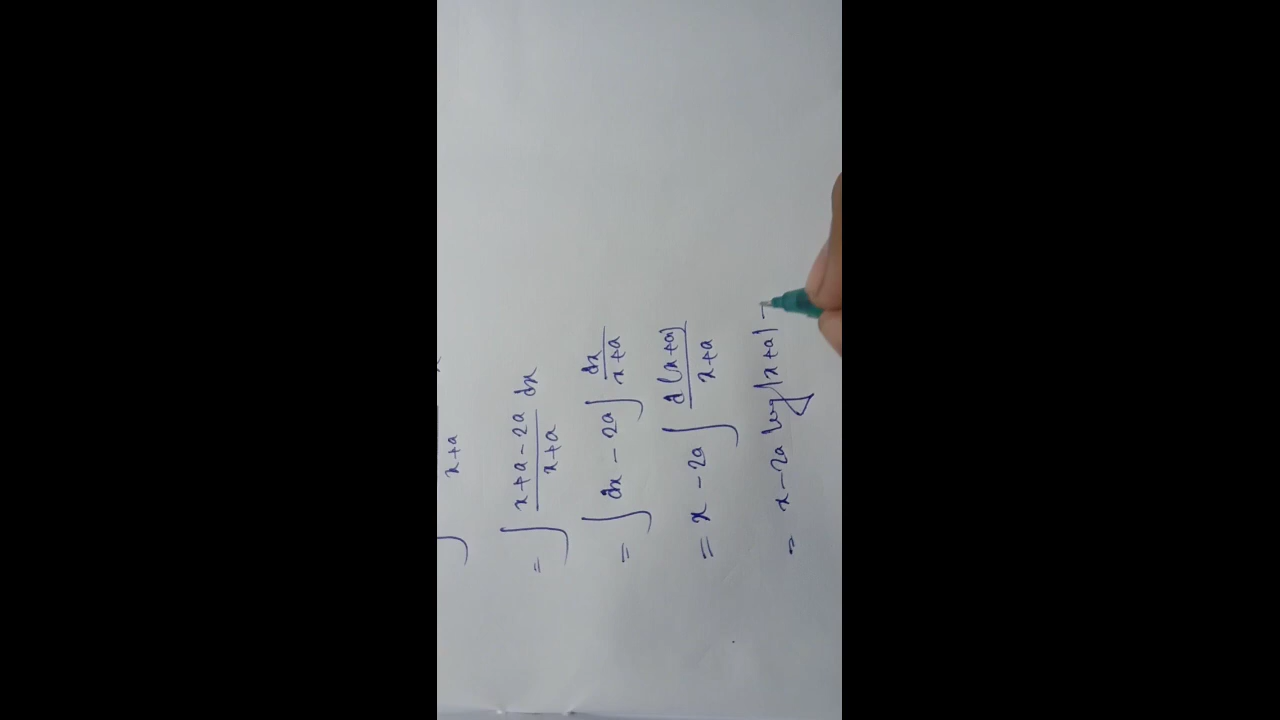 ∫ x+a
= ∫ (x+a-2a)/(x+a) dx
= ∫ dx - 2a ∫ dx/(x+a)
= x - 2a ∫ d(x+a)/(x+a)
= x - 2a log|x+a|